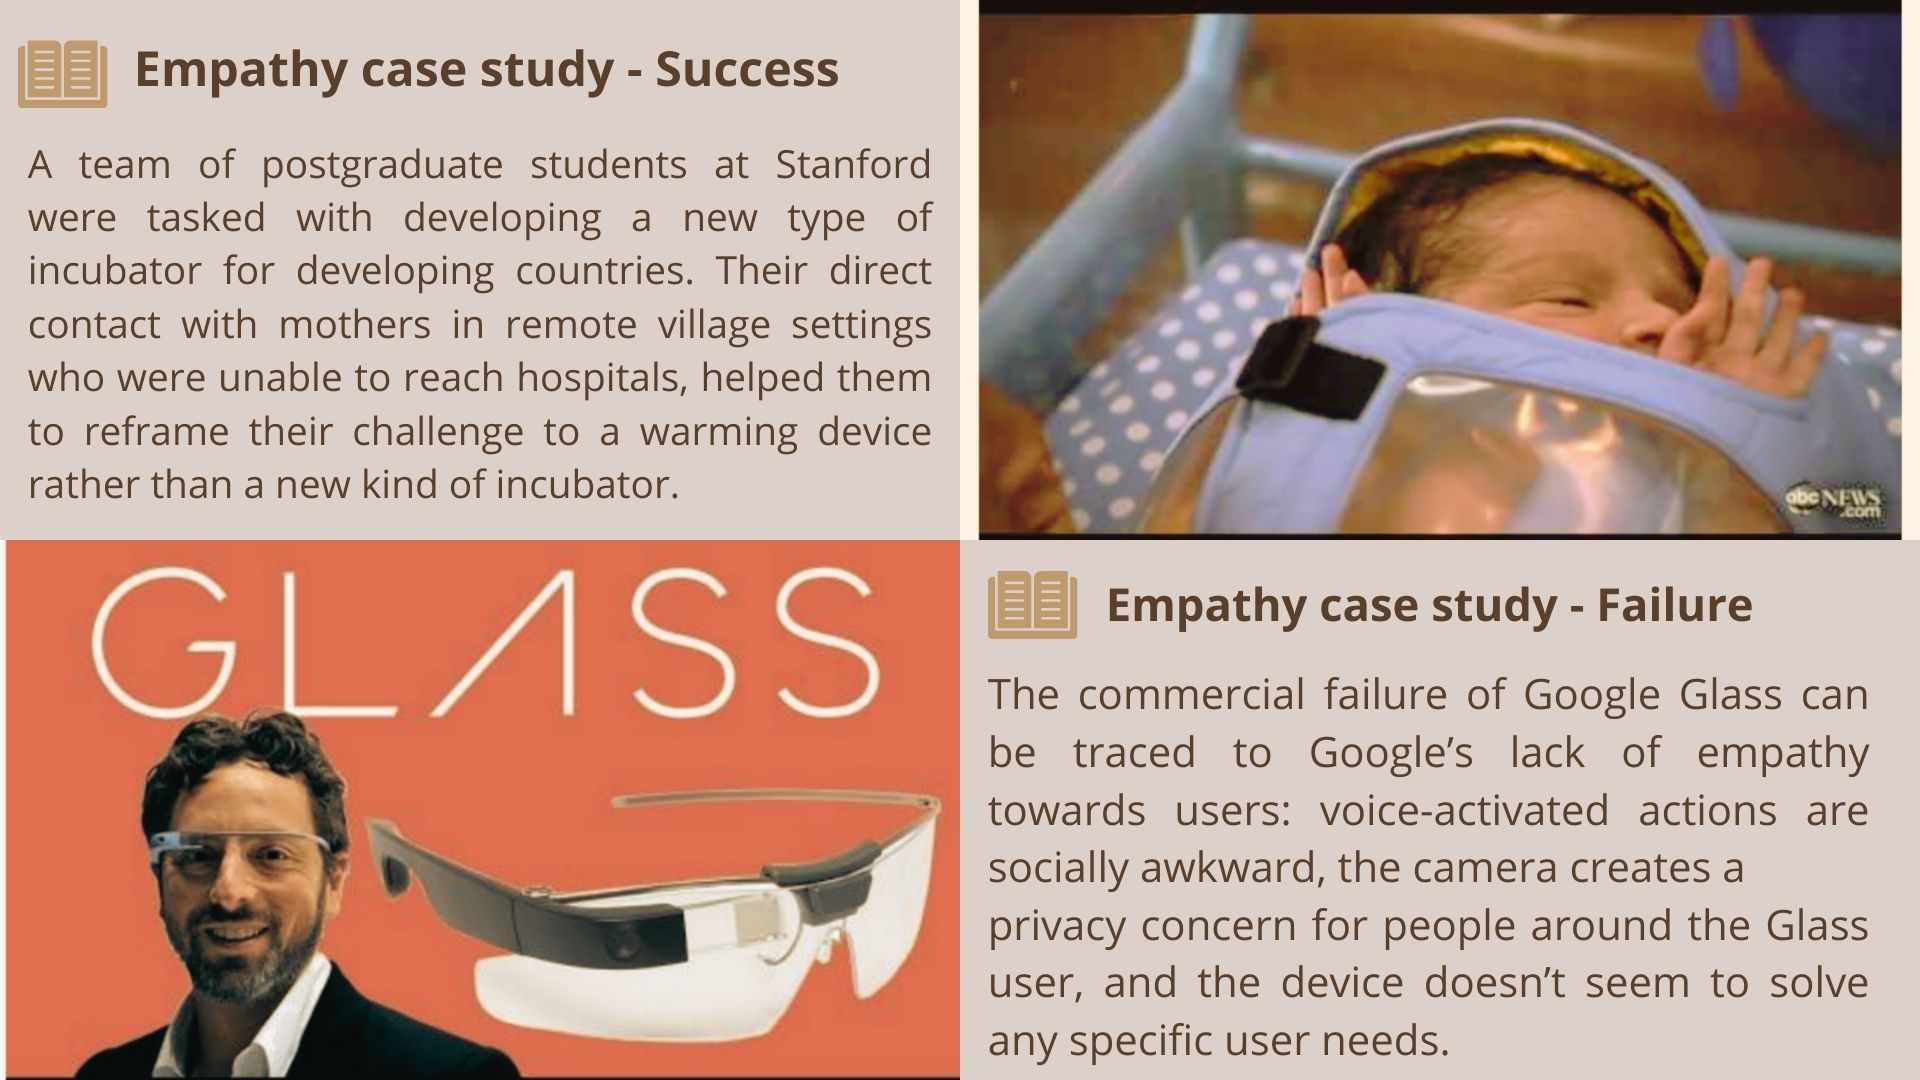 Empathy case study - Success
A team of postgraduate students at Stanford
were tasked with developing a new type of
incubator for developing countries. Their direct
contact with mothers in remote village settings
who were unable to reach hospitals, helped them
to reframe their challenge to a warming device
rather than a new kind of incubator.
abc NEWS
.com
GLASS
Empathy case study - Failure
The commercial failure of Google Glass can
be traced to Google’s lack of empathy
towards users: voice-activated actions are
socially awkward, the camera creates a
privacy concern for people around the Glass
user, and the device doesn’t seem to solve
any specific user needs.